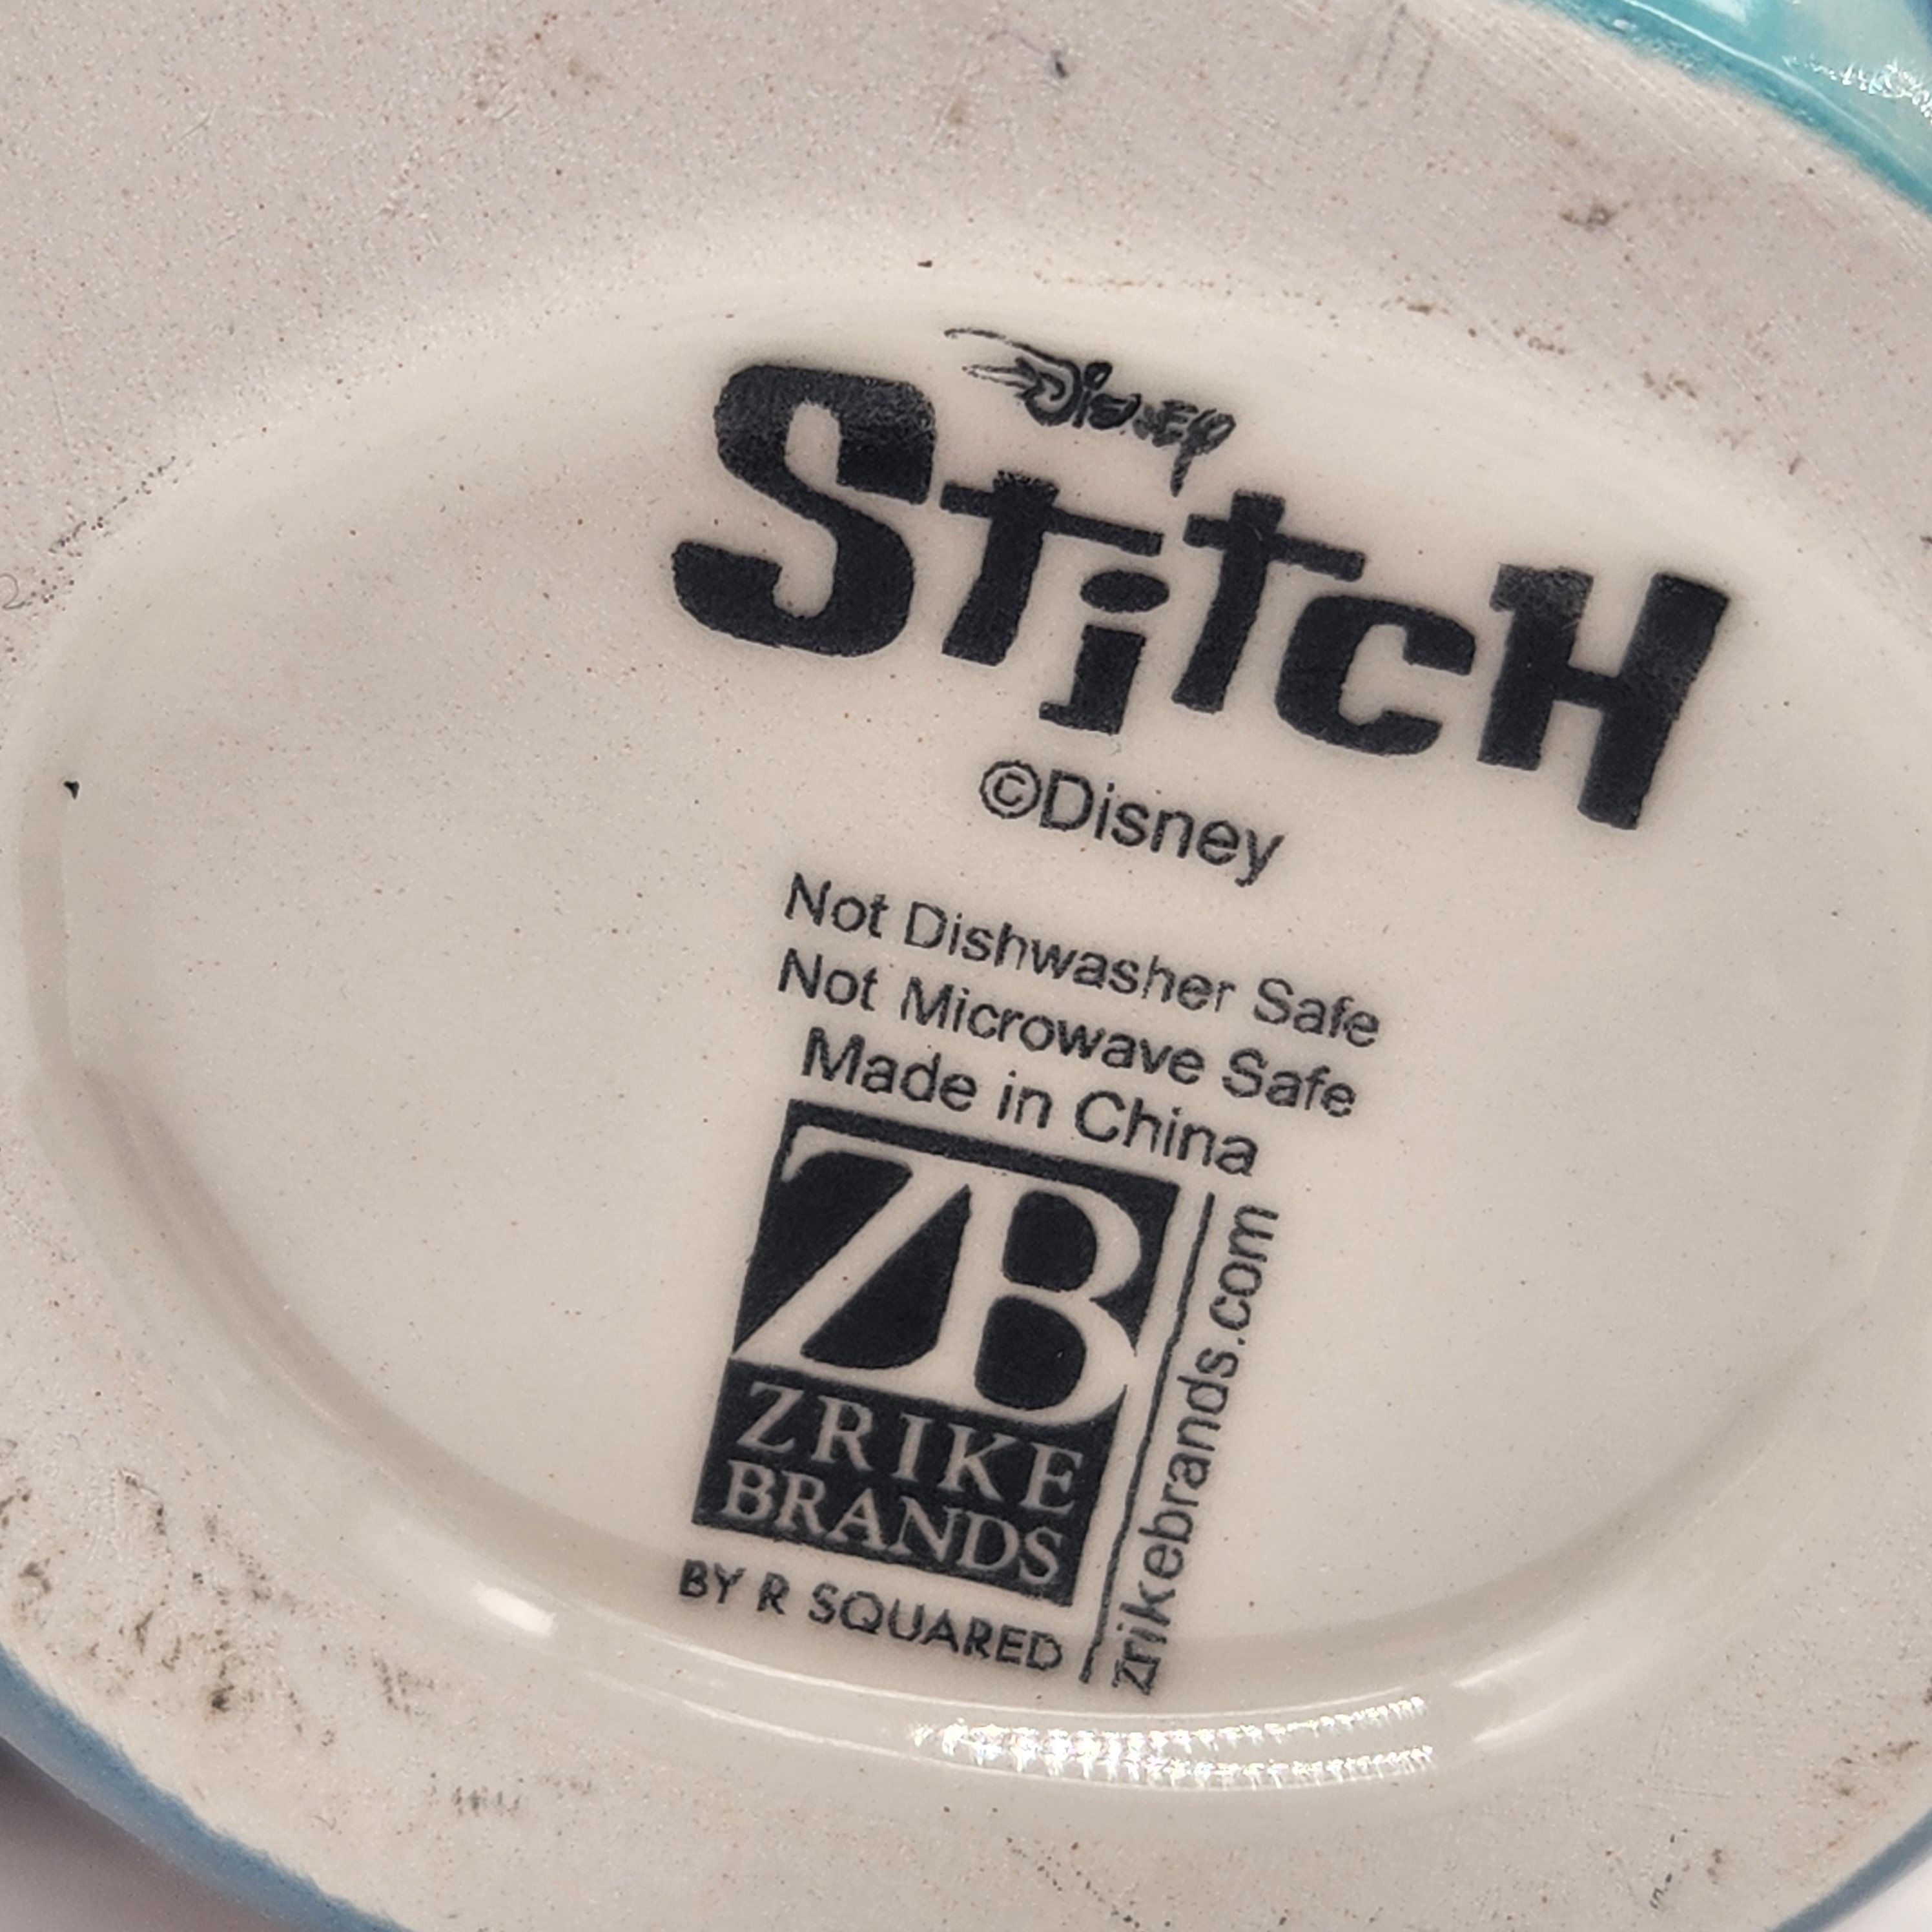 Disney
StitcH
©Disney
Not Dishwasher Safe
Not Microwave Safe
Made in China
ZB
ZRIKE
BRANDS
BY R SQUARED
zrikebrands.com